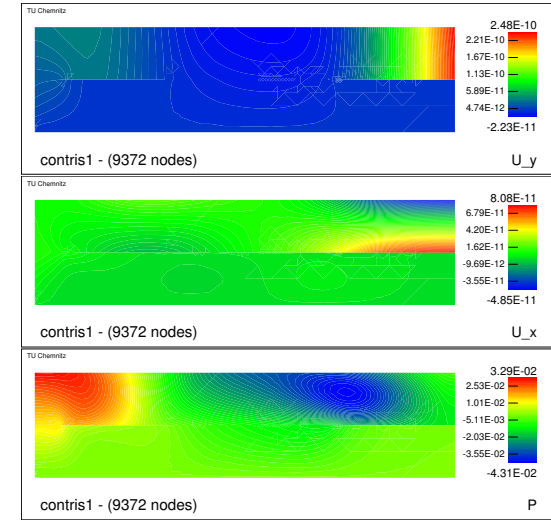 TU Chemnitz
2.48E-10
2.21E-10
1.67E-10
1.13E-10
5.89E-11
4.74E-12
-2.23E-11
contris1 - (9372 nodes)
U_y
TU Chemnitz
8.08E-11
6.79E-11
4.20E-11
1.62E-11
-9.69E-12
-3.55E-11
-4.85E-11
contris1 - (9372 nodes)
U_x
TU Chemnitz
3.29E-02
2.53E-02
1.01E-02
-5.11E-03
-2.03E-02
-3.55E-02
-4.31E-02
contris1 - (9372 nodes)
P